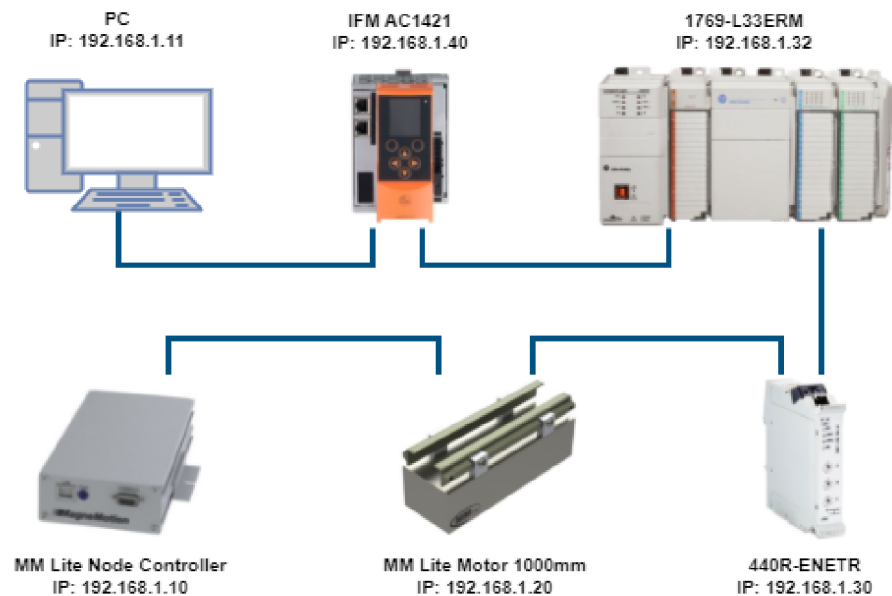 PC
IP: 192.168.1.11
IFM AC1421
IP: 192.168.1.40
1769-L33ERM
IP: 192.168.1.32
MagneMotion
MM Lite Node Controller
IP: 192.168.1.10
MM Lite Motor 1000mm
IP: 192.168.1.20
440R-ENETR
IP: 192.168.1.30